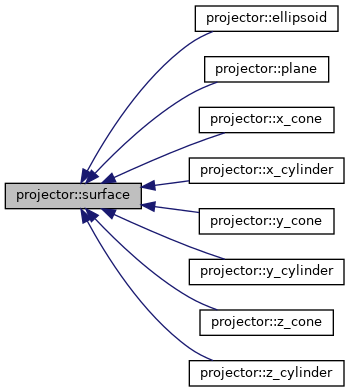 projector::ellipsoid
projector::plane
projector::x_cone
projector::x_cylinder
projector::surface
projector::y_cone
projector::y_cylinder
projector::z_cone
projector::z_cylinder